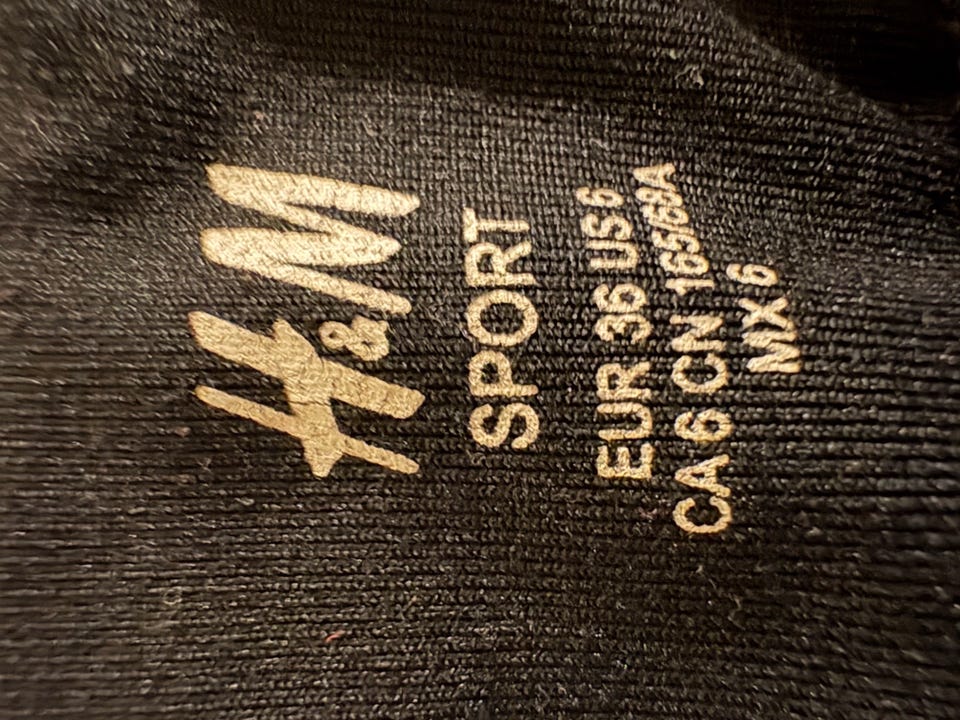 H&M
SPORT
EUR 36 US 6
CA 6 CN 165/68A
MX 6